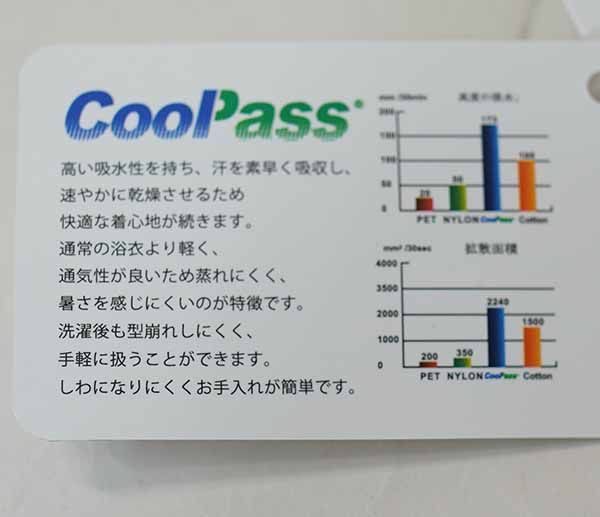 CoolPass®
高い吸水性を持ち、汗を素早く吸収し、
速やかに乾燥させるため
快適な着心地が続きます。
通常の浴衣より軽く、
通気性が良いため蒸れにくく、
暑さを感じにくいのが特徴です。
洗濯後も型崩れしにくく、
手軽に扱うことができます。
しわになりにくくお手入れが簡単です。
mm /30min
200
150
100
50
0
25 50 173 100
PET NYLON CoolPass Cotton
mm² /30sec 拡散面積
4000
3500
2000
1000
0
200 350 2240 1500
PET NYLON CoolPass Cotton